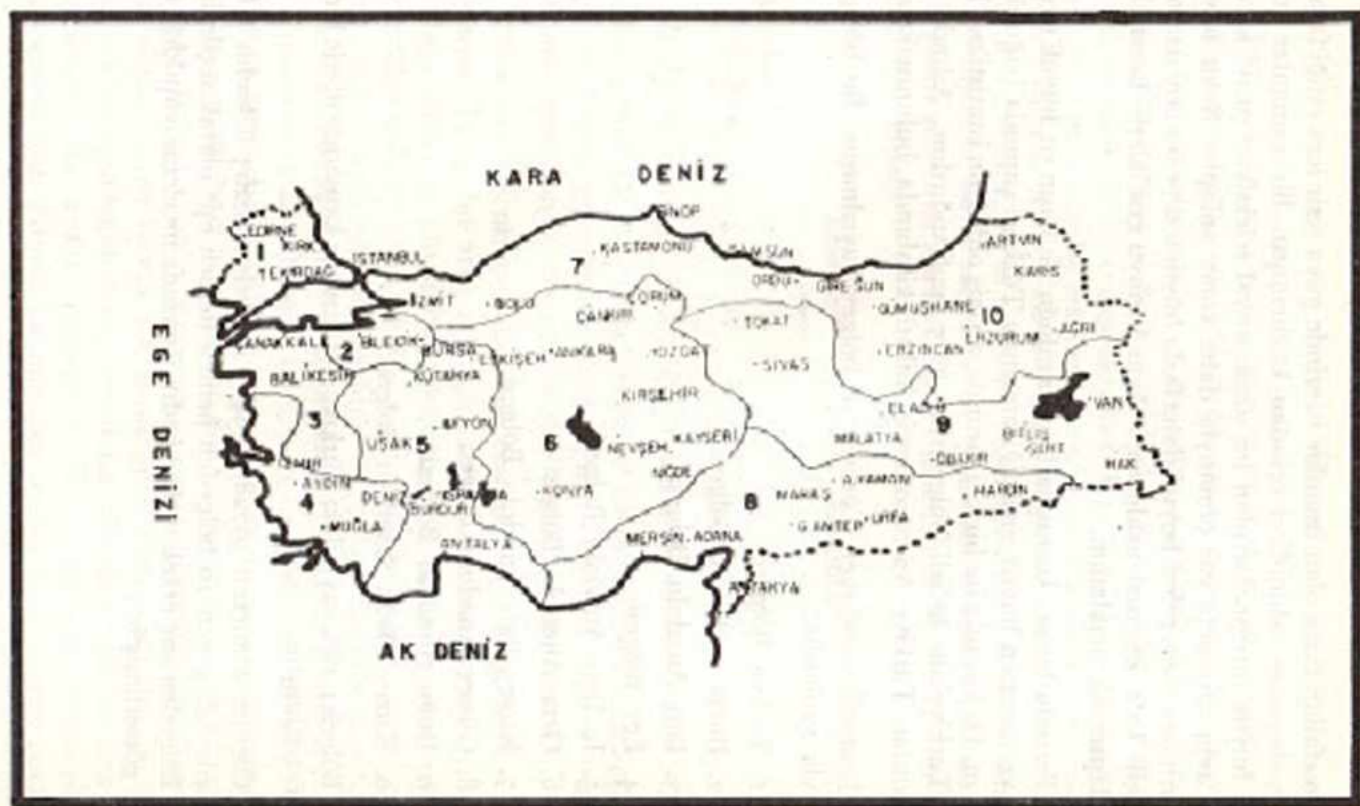 KARA DENİZ
SİNOP
EDİRNE
1
KIRK
İSTANBUL
KASTAMONU
SAMSUN
ARTVİN
7
TEKİRDAĞ
KARS
ORDU
GİRESUN
İZMİT
BOLU
ÇORUM
ÇANKIRI
GÜMÜŞHANE
10
TOKAT
ERZURUM
AĞRI
ÇANAKKALE
2
BİLECİK
BURSA
ESKİŞEH
ANKARA
YOZGAT
ERZİNCAN
SİVAS
BALIKESİR
KÜTAHYA
KIRŞEHİR
VAN
3
ELAZIĞ
9
AFYON
UŞAK
5
6
NEVŞEH
KAYSERİ
MALATYA
BİTLİS
SİİRT
İZMİR
NİĞDE
DBAKIR
HAK
AYDIN
DENİZ
KONYA
MARAŞ
A.YAMAN
MARDİN
4
BURDUR
8
MUĞLA
G.ANTEP
URFA
ANTALYA
MERSİN
ADANA
ANTAKYA
AK DENİZ
EGE DENİZİ